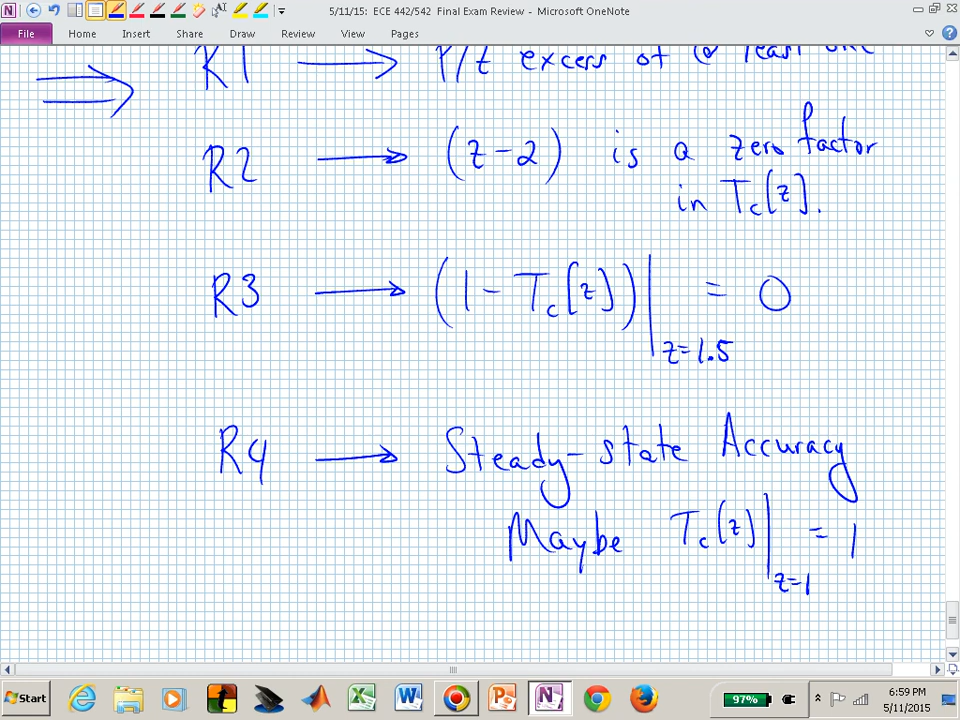 5/11/15: ECE 442/542 Final Exam Review - Microsoft OneNote
File Home Insert Share Draw Review View Pages
R1 ⟶ P/Z excess of @ least one
R2 ⟶ (z-2) is a zero factor
in Tc[z].
R3 ⟶ (1 - Tc[z])| = 0
z=1.5
R4 ⟶ Steady-state Accuracy
Maybe Tc[z]| = 1
z=1
Start
97%
6:59 PM
5/11/2015